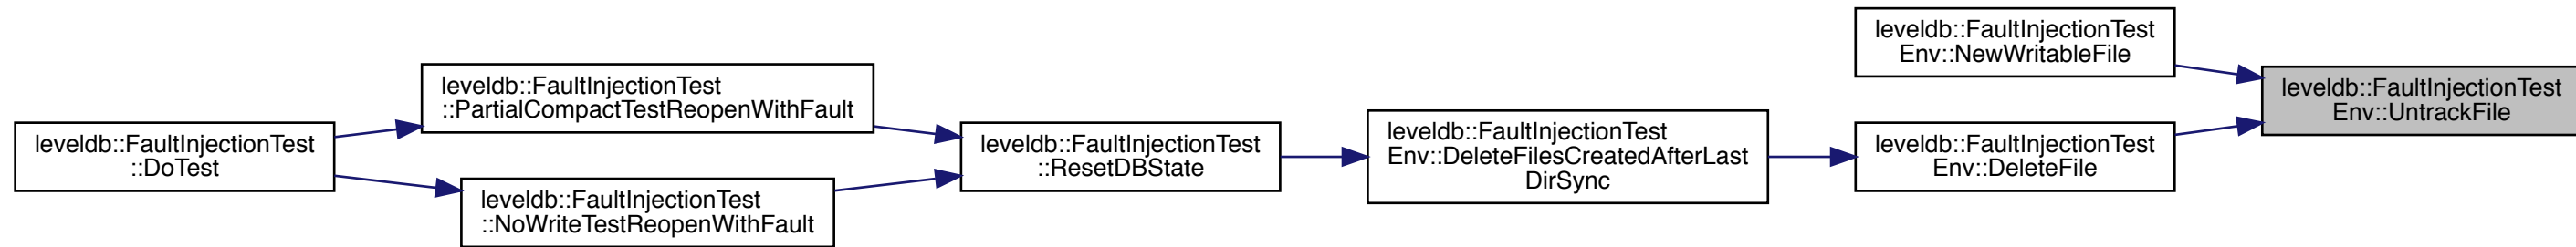 leveldb::FaultInjectionTest
::DoTest
leveldb::FaultInjectionTest
::PartialCompactTestReopenWithFault
leveldb::FaultInjectionTest
::NoWriteTestReopenWithFault
leveldb::FaultInjectionTest
::ResetDBState
leveldb::FaultInjectionTest
Env::DeleteFilesCreatedAfterLast
DirSync
leveldb::FaultInjectionTest
Env::NewWritableFile
leveldb::FaultInjectionTest
Env::DeleteFile
leveldb::FaultInjectionTest
Env::UntrackFile